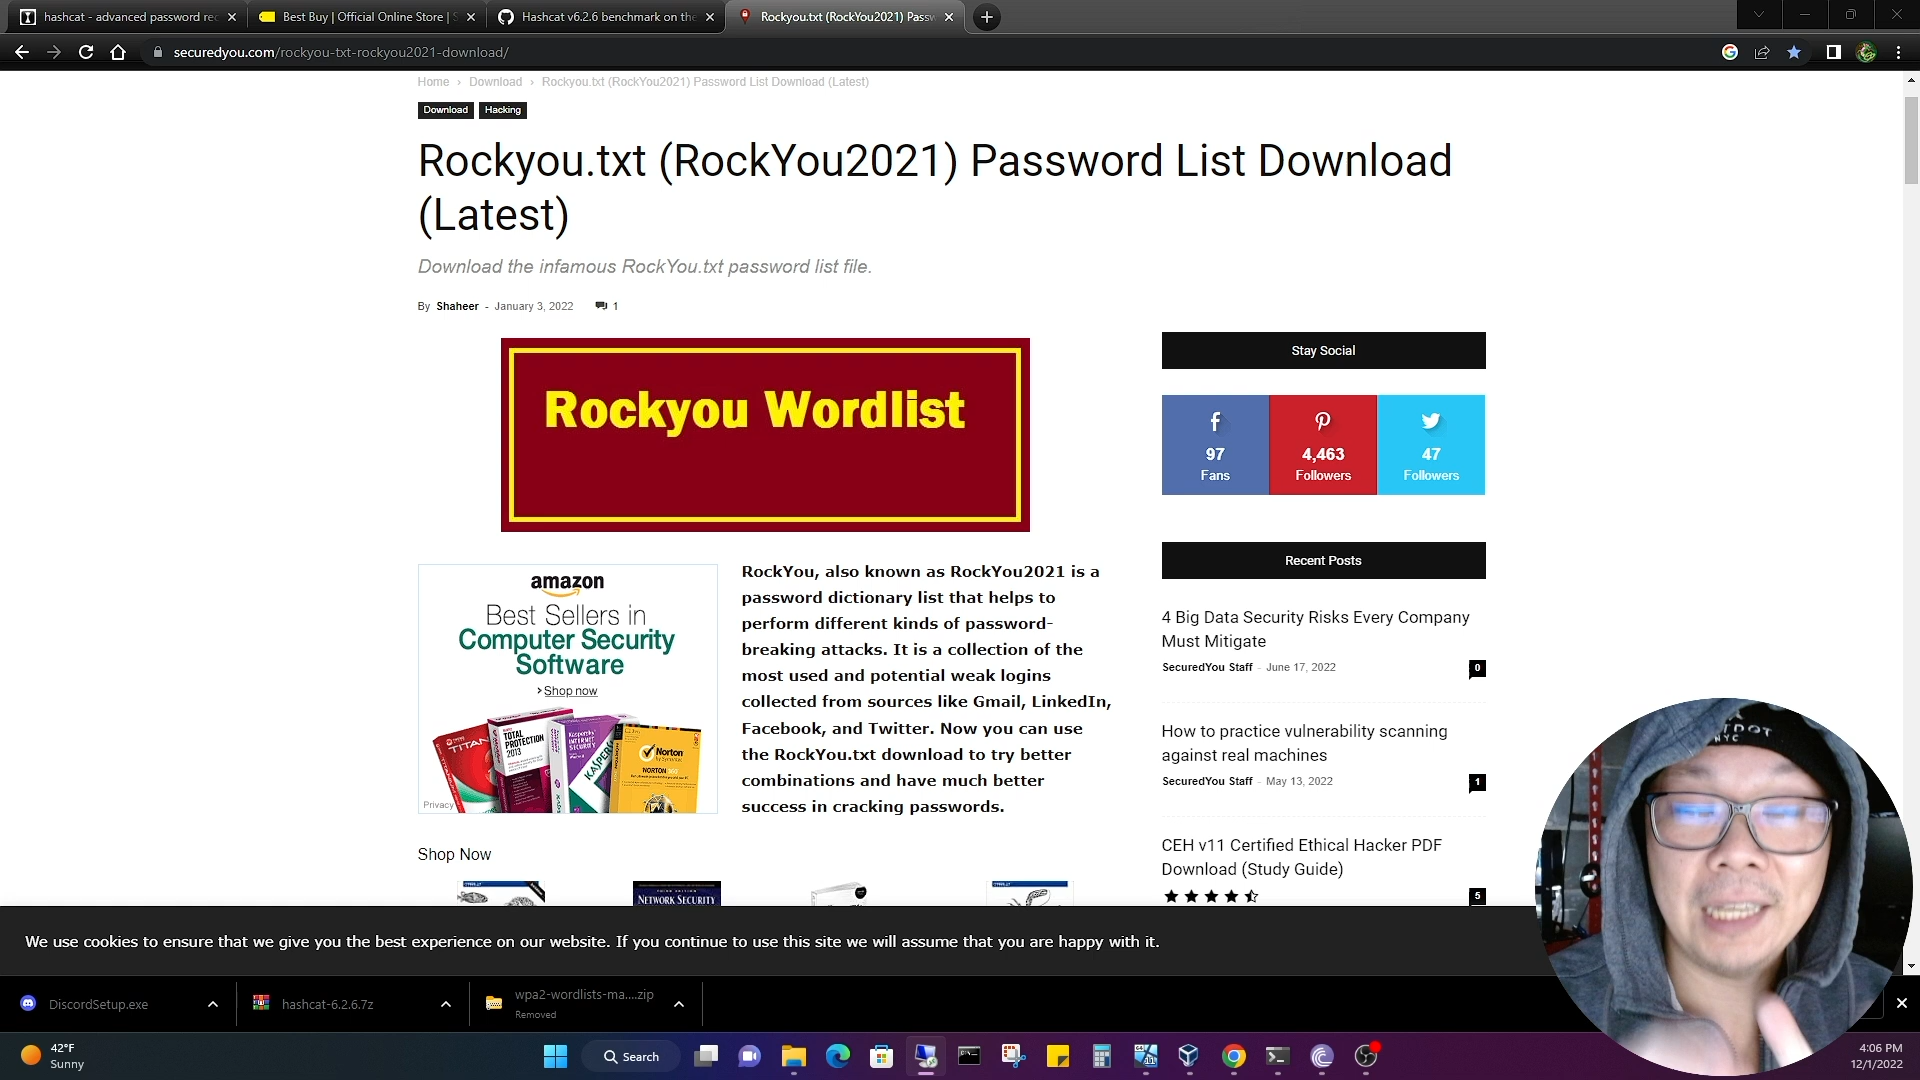 hashcat - advanced password rec
Best Buy | Official Online Store | S
Hashcat v6.2.6 benchmark on the
Rockyou.txt (RockYou2021) Passw
securedyou.com/rockyou-txt-rockyou2021-download/
Home › Download › Rockyou.txt (RockYou2021) Password List Download (Latest)
Download Hacking
Rockyou.txt (RockYou2021) Password List Download
(Latest)
Download the infamous RockYou.txt password list file.
By Shaheer - January 3, 2022 1
Rockyou Wordlist
amazon
Best Sellers in
Computer Security
Software
Shop now
TITAN
TOTAL
PROTECTION
2013
KASPERSKY
Norton
NORTON 360
Privacy
RockYou, also known as RockYou2021 is a
password dictionary list that helps to
perform different kinds of password-
breaking attacks. It is a collection of the
most used and potential weak logins
collected from sources like Gmail, LinkedIn,
Facebook, and Twitter. Now you can use
the RockYou.txt download to try better
combinations and have much better
success in cracking passwords.
Shop Now
NETWORK SECURITY
Stay Social
97
Fans
4,463
Followers
47
Followers
Recent Posts
4 Big Data Security Risks Every Company
Must Mitigate
SecuredYou Staff - June 17, 2022 0
How to practice vulnerability scanning
against real machines
SecuredYou Staff - May 13, 2022 1
CEH v11 Certified Ethical Hacker PDF
Download (Study Guide)
5
NYC
We use cookies to ensure that we give you the best experience on our website. If you continue to use this site we will assume that you are happy with it.
DiscordSetup.exe
hashcat-6.2.6.7z
wpa2-wordlists-ma....zip
Removed
42°F
Sunny
Search
4:06 PM
12/1/2022